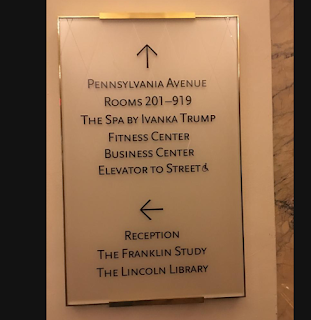 Pennsylvania Avenue
Rooms 201–919
The Spa by Ivanka Trump
Fitness Center
Business Center
Elevator to Street
Reception
The Franklin Study
The Lincoln Library